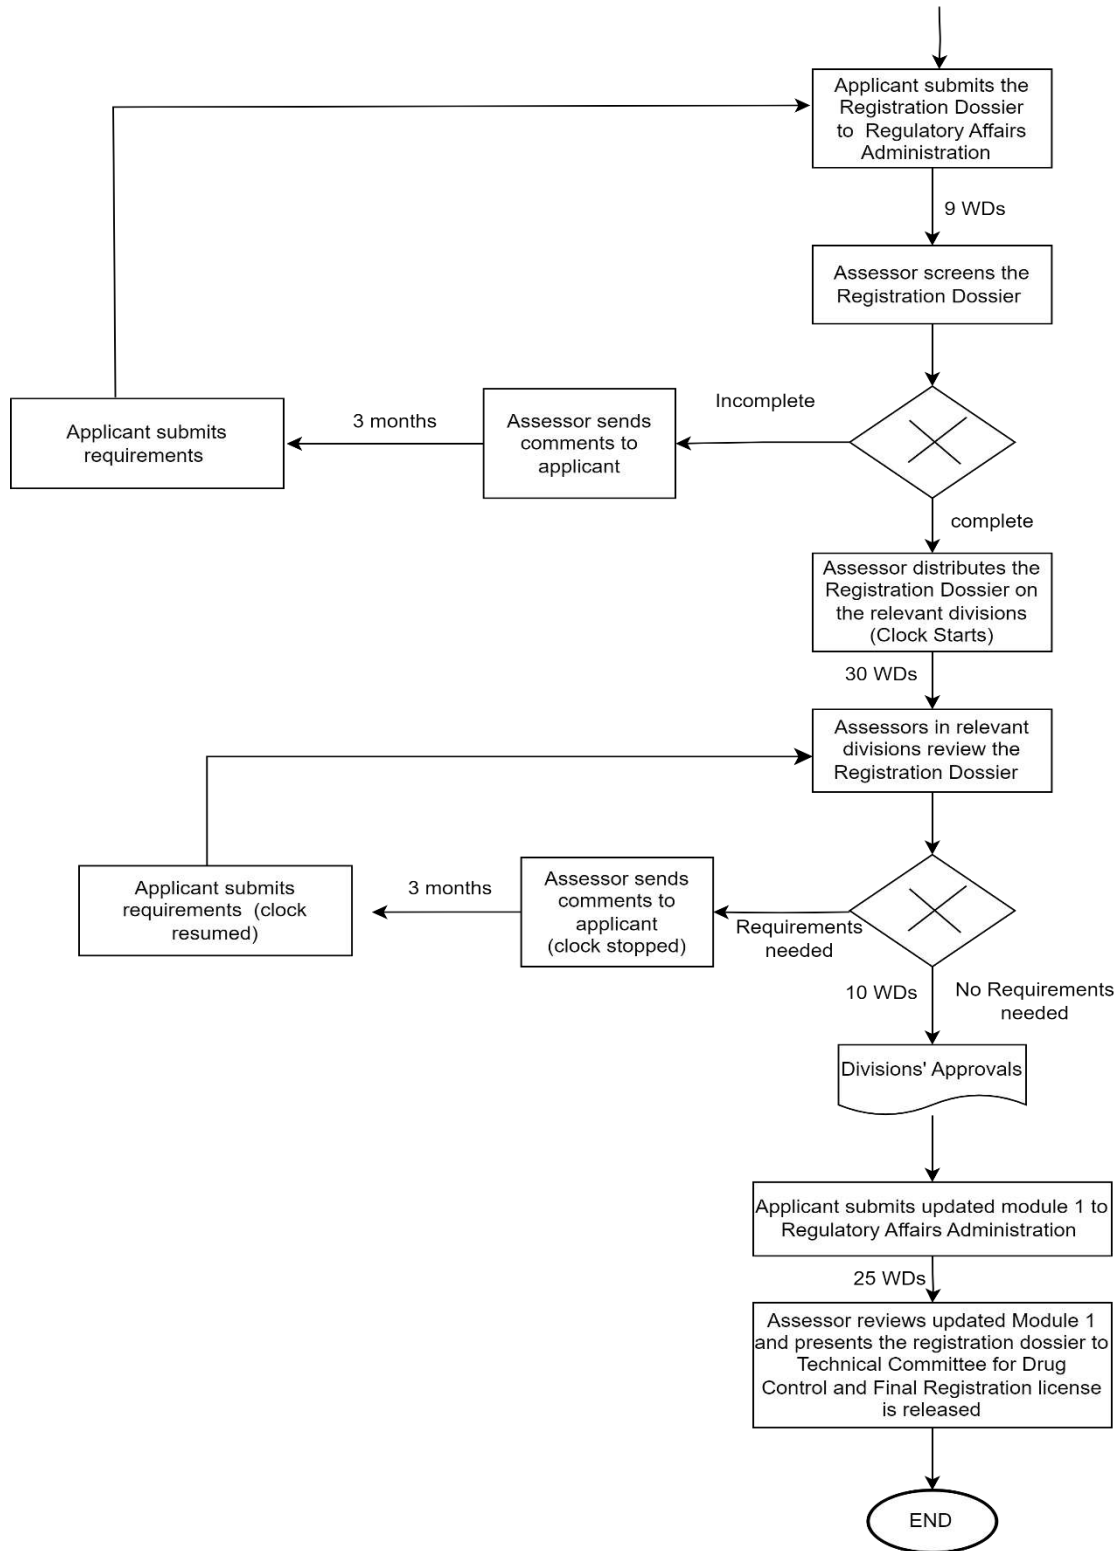 Applicant submits the
Registration Dossier
to Regulatory Affairs
Administration
9 WDs
Assessor screens the
Registration Dossier
Incomplete
Assessor sends
comments to
applicant
3 months
Applicant submits
requirements
complete
Assessor distributes the
Registration Dossier on
the relevant divisions
(Clock Starts)
30 WDs
Assessors in relevant
divisions review the
Registration Dossier
Requirements
needed
Assessor sends
comments to
applicant
(clock stopped)
3 months
Applicant submits
requirements (clock
resumed)
10 WDs
No Requirements
needed
Divisions' Approvals
Applicant submits updated module 1 to
Regulatory Affairs Administration
25 WDs
Assessor reviews updated Module 1
and presents the registration dossier to
Technical Committee for Drug
Control and Final Registration license
is released
END